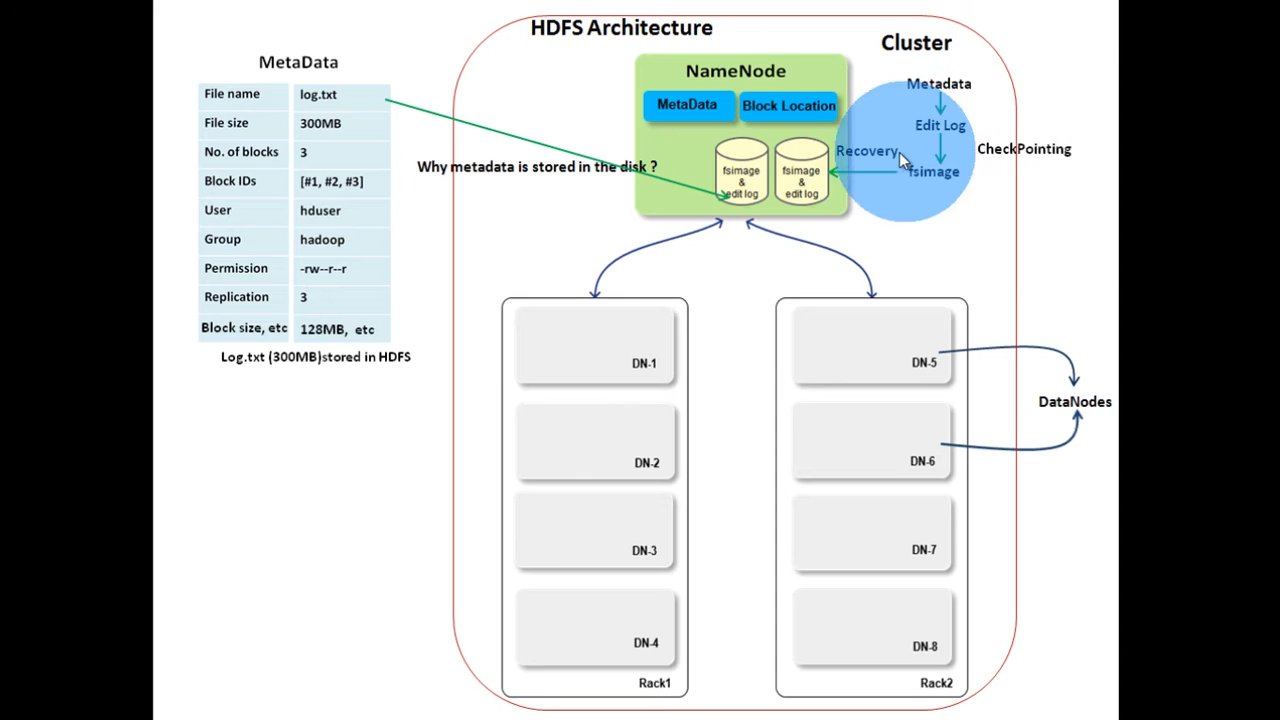 HDFS Architecture
Cluster
MetaData
File name log.txt
File size 300MB
No. of blocks 3
Block IDs [#1, #2, #3]
User hduser
Group hadoop
Permission -rw--r--r
Replication 3
Block size, etc 128MB, etc
Log.txt (300MB)stored in HDFS
NameNode
MetaData
Block Location
Why metadata is stored in the disk ?
fsimage
&
edit log
fsimage
&
edit log
Metadata
Edit Log
CheckPointing
Recovery
fsimage
DN-1
DN-2
DN-3
DN-4
Rack1
DN-5
DN-6
DN-7
DN-8
Rack2
DataNodes